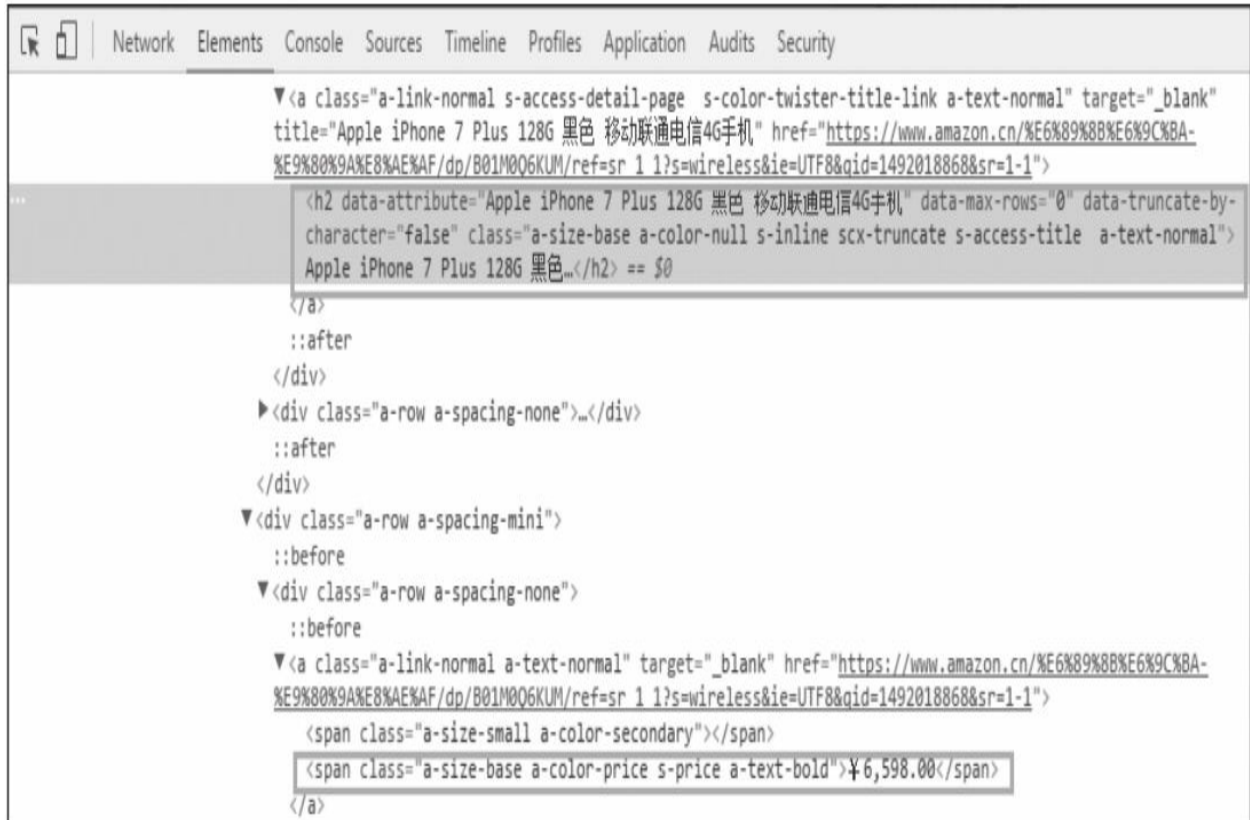 Network Elements Console Sources Timeline Profiles Application Audits Security
▼<a class="a-link-normal s-access-detail-page  s-color-twister-title-link a-text-normal" target="_blank"
title="Apple iPhone 7 Plus 128G 黑色 移动联通电信4G手机" href="https://www.amazon.cn/%E6%89%8B%E6%9C%BA-
%E9%80%9A%E8%AE%AF/dp/B01M0Q6KUM/ref=sr_1_1?s=wireless&ie=UTF8&qid=1492018868&sr=1-1">
...
<h2 data-attribute="Apple iPhone 7 Plus 128G 黑色 移动联通电信4G手机" data-max-rows="0" data-truncate-by-
character="false" class="a-size-base a-color-null s-inline scx-truncate s-access-title  a-text-normal">
Apple iPhone 7 Plus 128G 黑色…</h2> == $0
</a>
::after
</div>
▶<div class="a-row a-spacing-none">…</div>
::after
</div>
▼<div class="a-row a-spacing-mini">
::before
▼<div class="a-row a-spacing-none">
::before
▼<a class="a-link-normal a-text-normal" target="_blank" href="https://www.amazon.cn/%E6%89%8B%E6%9C%BA-
%E9%80%9A%E8%AE%AF/dp/B01M0Q6KUM/ref=sr_1_1?s=wireless&ie=UTF8&qid=1492018868&sr=1-1">
<span class="a-size-small a-color-secondary"></span>
<span class="a-size-base a-color-price s-price a-text-bold">¥6,598.00</span>
</a>